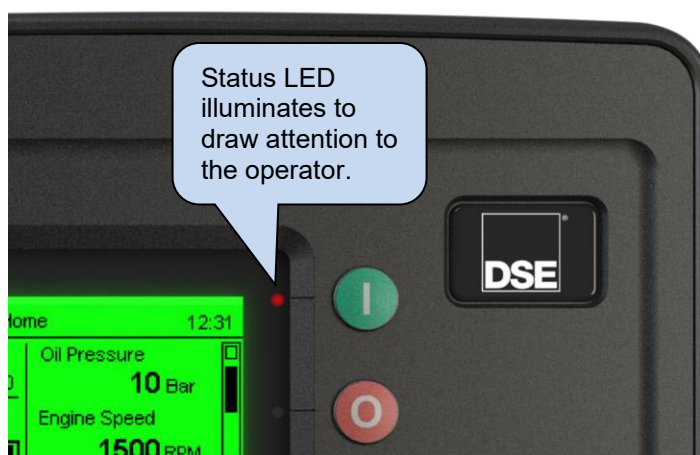 Status LED
illuminates to
draw attention to
the operator.
DSE
I
Home 12:31
Oil Pressure
10 Bar
O
Engine Speed
1500 RPM